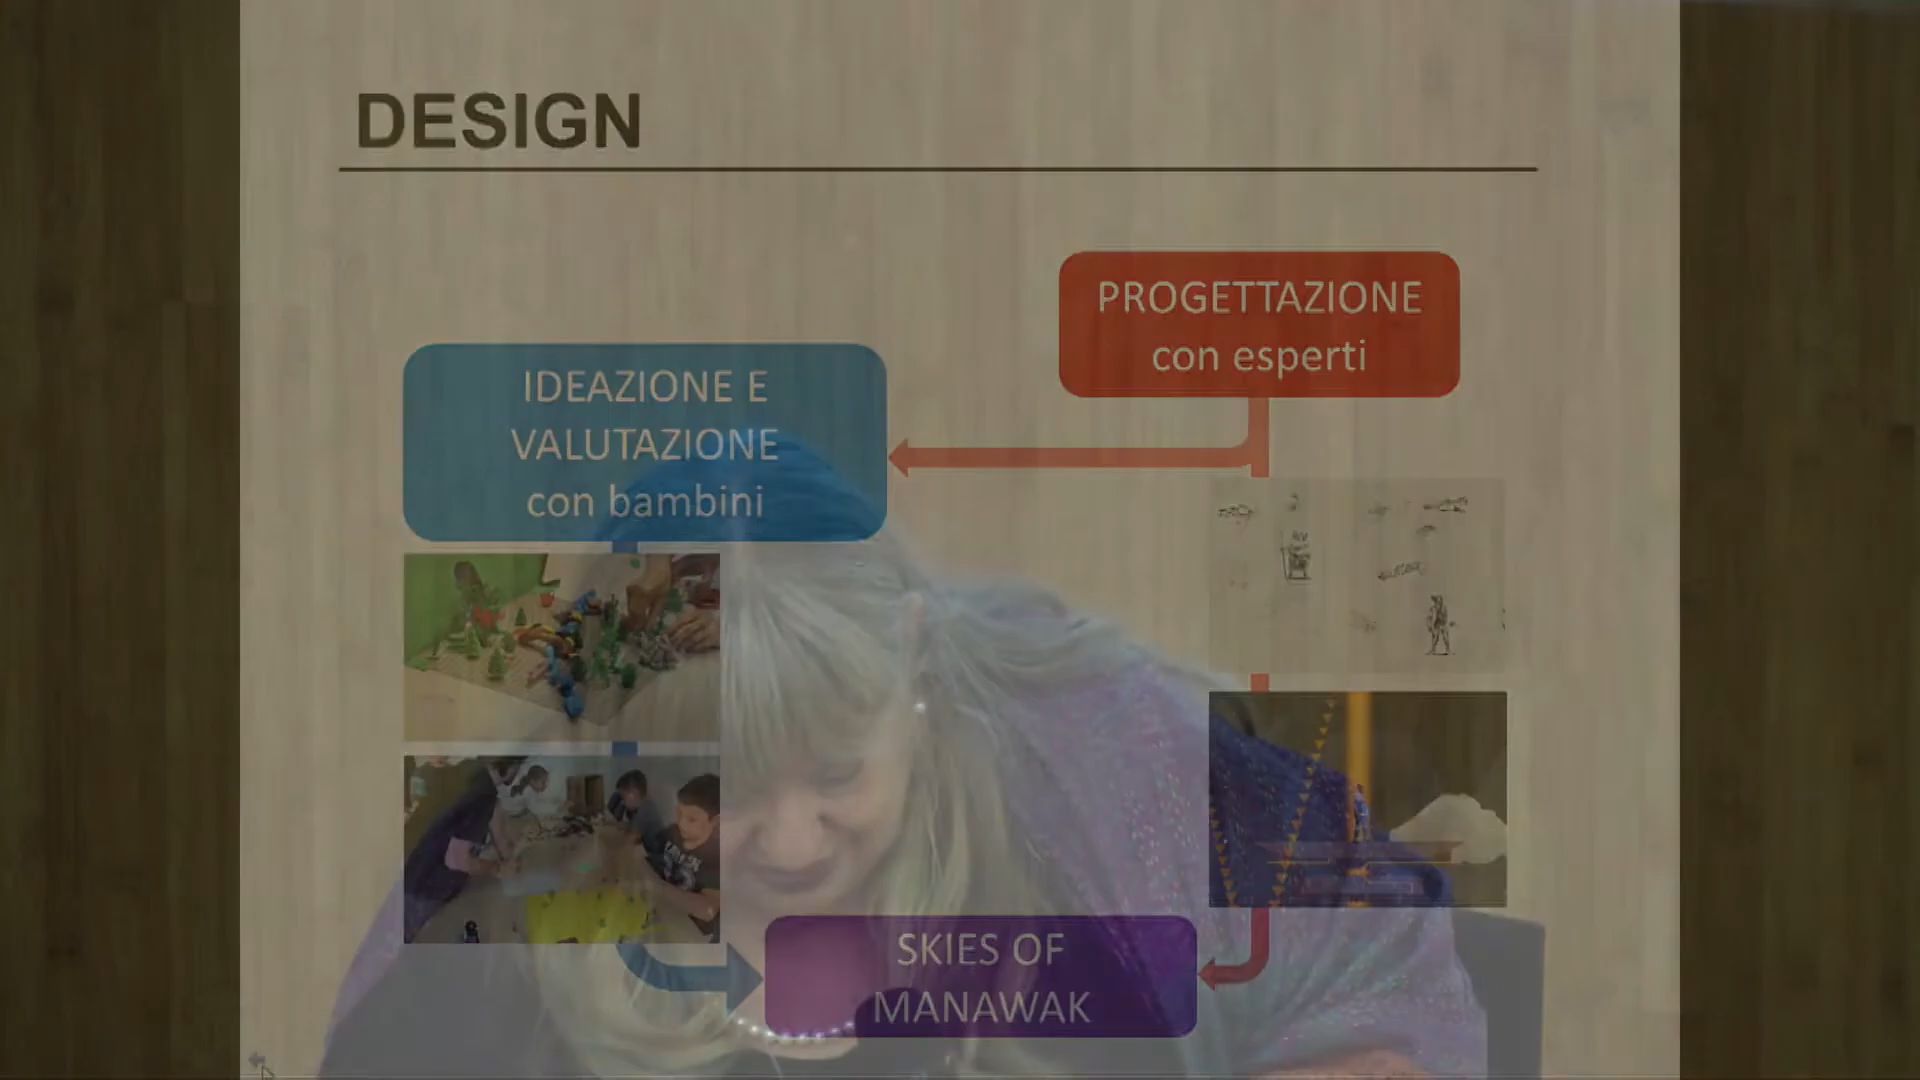 DESIGN
PROGETTAZIONE
con esperti
IDEAZIONE E
VALUTAZIONE
con bambini
SKIES OF
MANAWAK